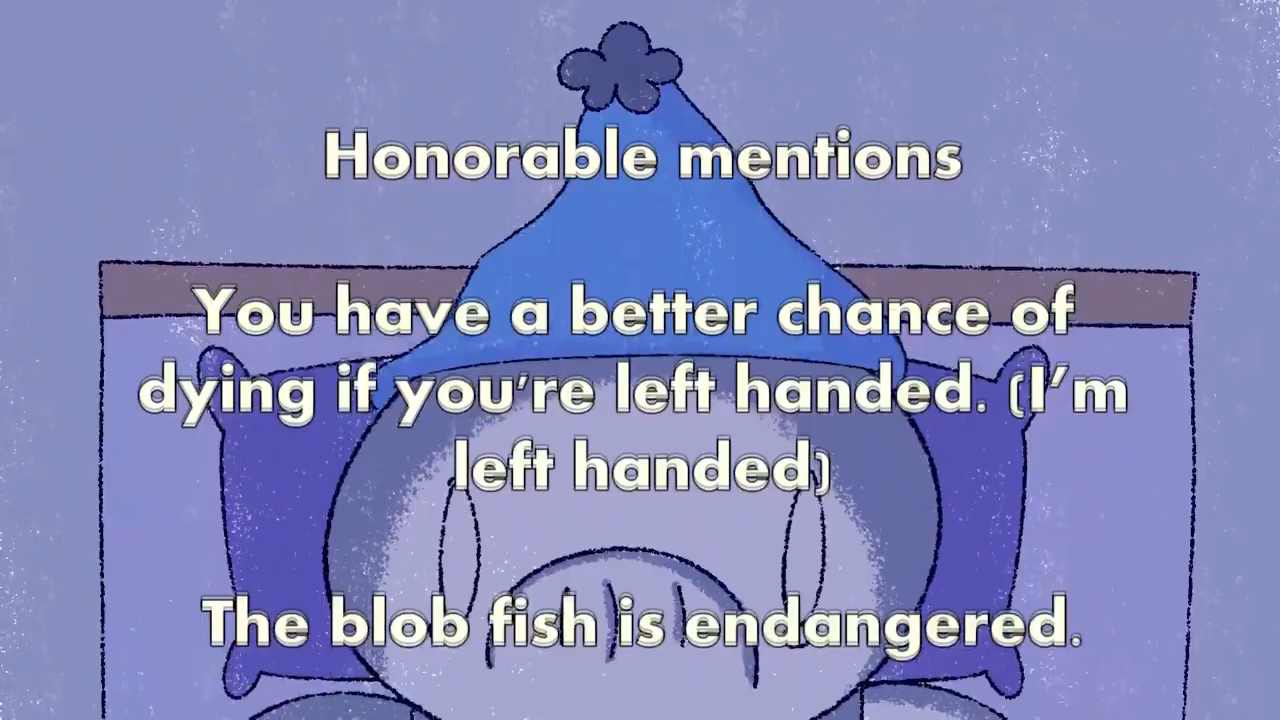 Honorable mentions
You have a better chance of
dying if you're left handed. (I'm
left handed)
The blob fish is endangered.